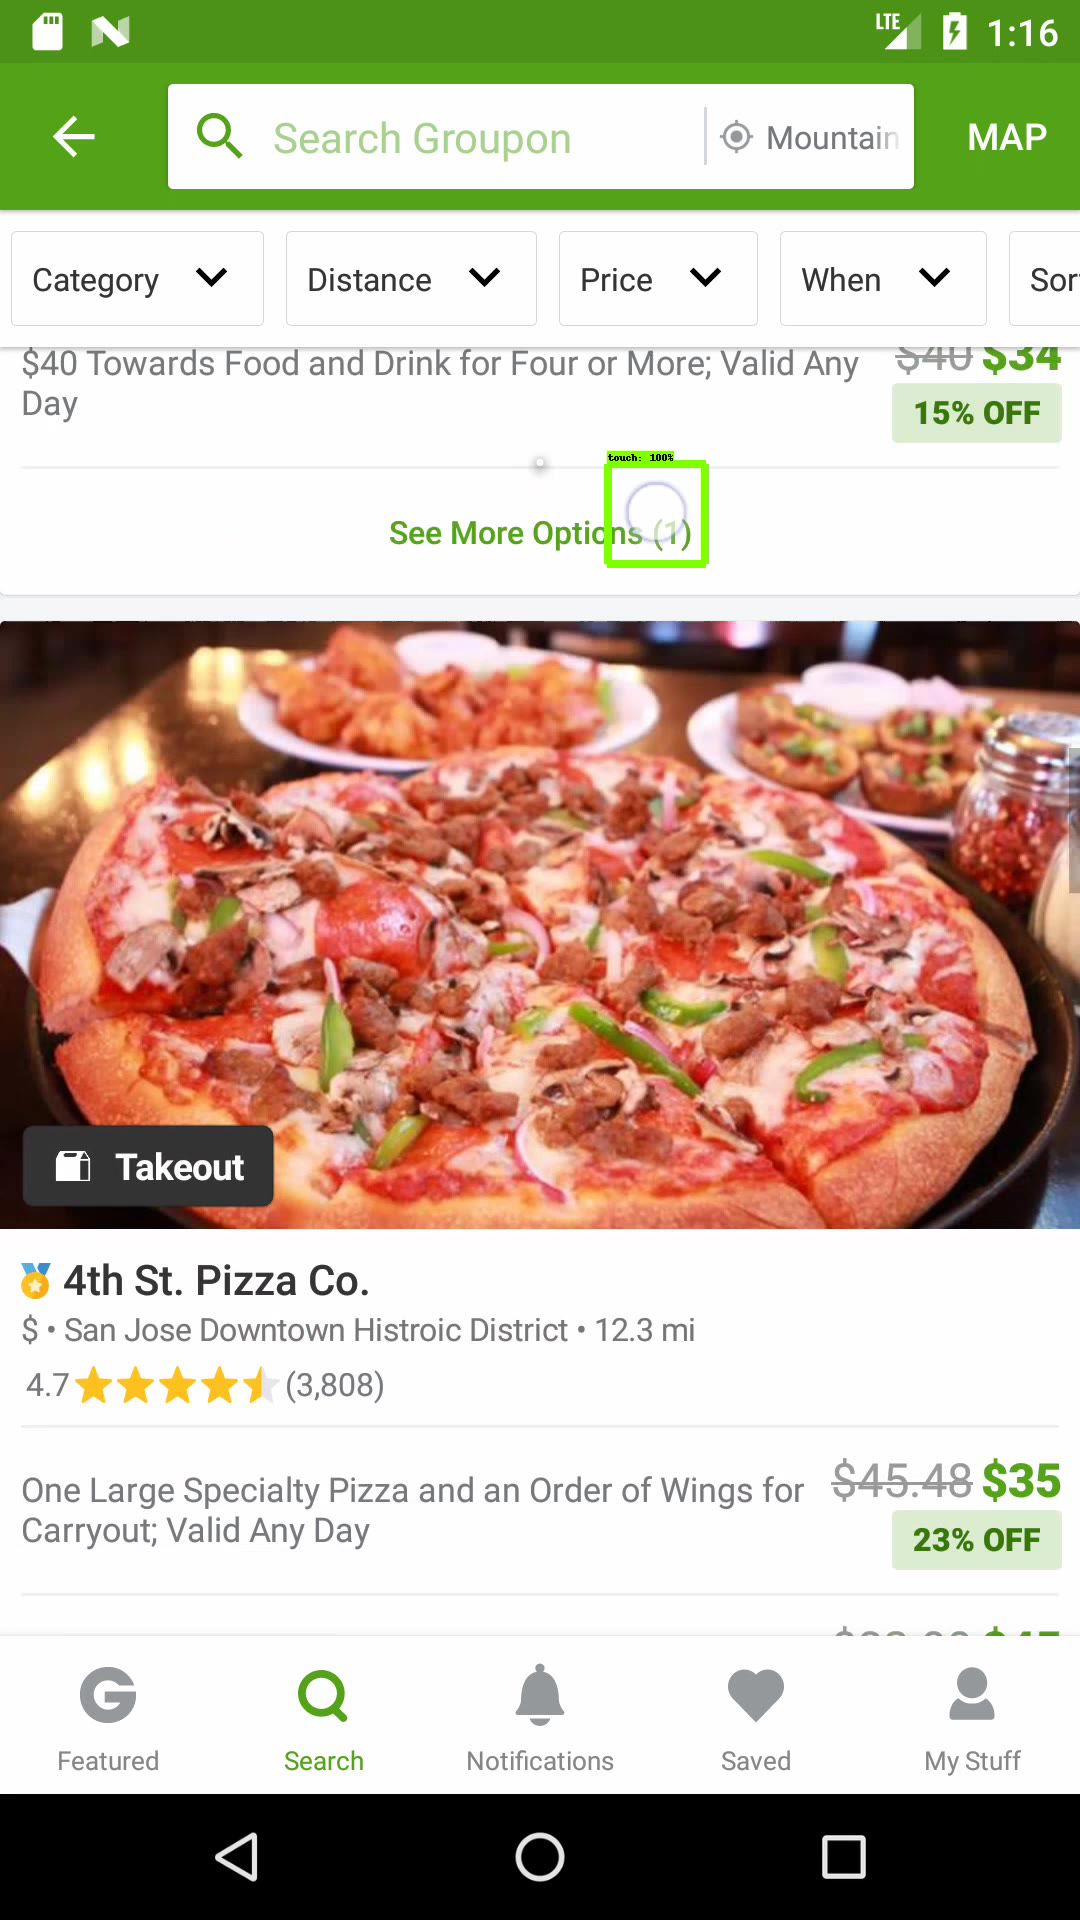 LTE 1:16
Search Groupon Mountain MAP
Category Distance Price When Sor
$40 Towards Food and Drink for Four or More; Valid Any Day
$40 $34
15% OFF
touch: 100%
See More Options (1)
Takeout
4th St. Pizza Co.
$ • San Jose Downtown Histroic District • 12.3 mi
4.7 (3,808)
One Large Specialty Pizza and an Order of Wings for
Carryout; Valid Any Day
$45.48 $35
23% OFF
Featured Search Notifications Saved My Stuff